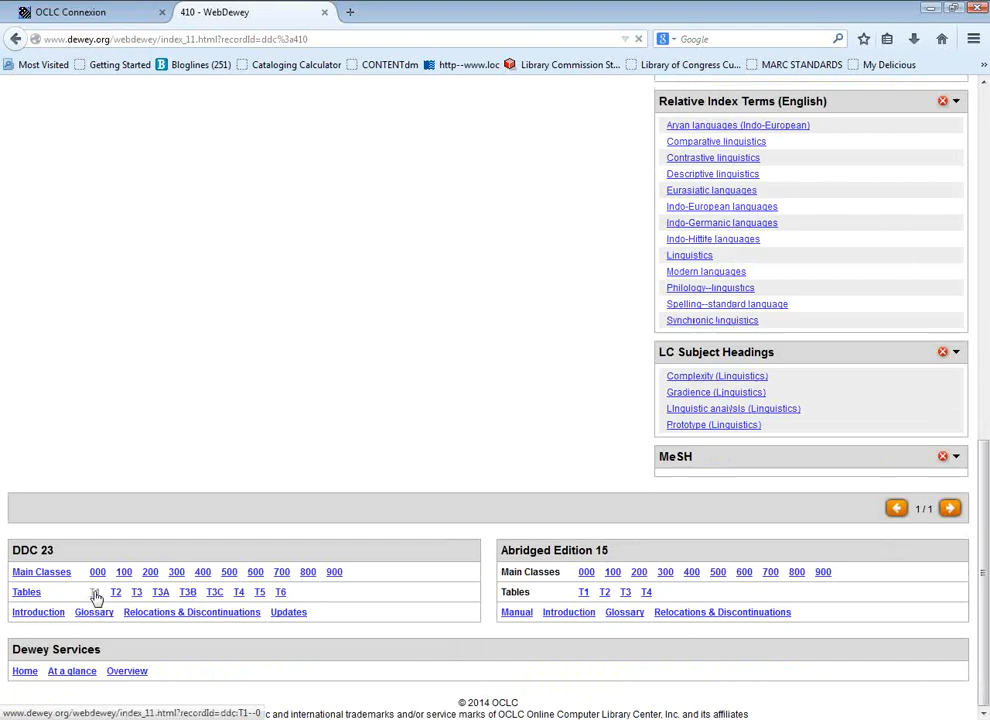 OCLC Connexion
410 - WebDewey
www.dewey.org/webdewey/index_11.html?recordId=ddc%3a410
Google
Most Visited
Getting Started
Bloglines (251)
Cataloging Calculator
CONTENTdm
http--www.loc
Library Commission St...
Library of Congress Cu...
MARC STANDARDS
My Delicious
»
Relative Index Terms (English)
Aryan languages (Indo-European)
Comparative linguistics
Contrastive linguistics
Descriptive linguistics
Eurasiatic languages
Indo-European languages
Indo-Germanic languages
Indo-Hittite languages
Linguistics
Modern languages
Philology--linguistics
Spelling--standard language
Synchronic linguistics
LC Subject Headings
Complexity (Linguistics)
Gradience (Linguistics)
Linguistic analysis (Linguistics)
Prototype (Linguistics)
MeSH
1 / 1
DDC 23
Main Classes 000 100 200 300 400 500 600 700 800 900
Tables T2 T3 T3A T3B T3C T4 T5 T6
Introduction Glossary Relocations & Discontinuations Updates
Abridged Edition 15
Main Classes 000 100 200 300 400 500 600 700 800 900
Tables T1 T2 T3 T4
Manual Introduction Glossary Relocations & Discontinuations
Dewey Services
Home At a glance Overview
© 2014 OCLC
www.dewey.org/webdewey/index_11.html?recordId=ddc:T1--0
c and international trademarks and/or service marks of OCLC Online Computer Library Center, Inc. and its affiliates